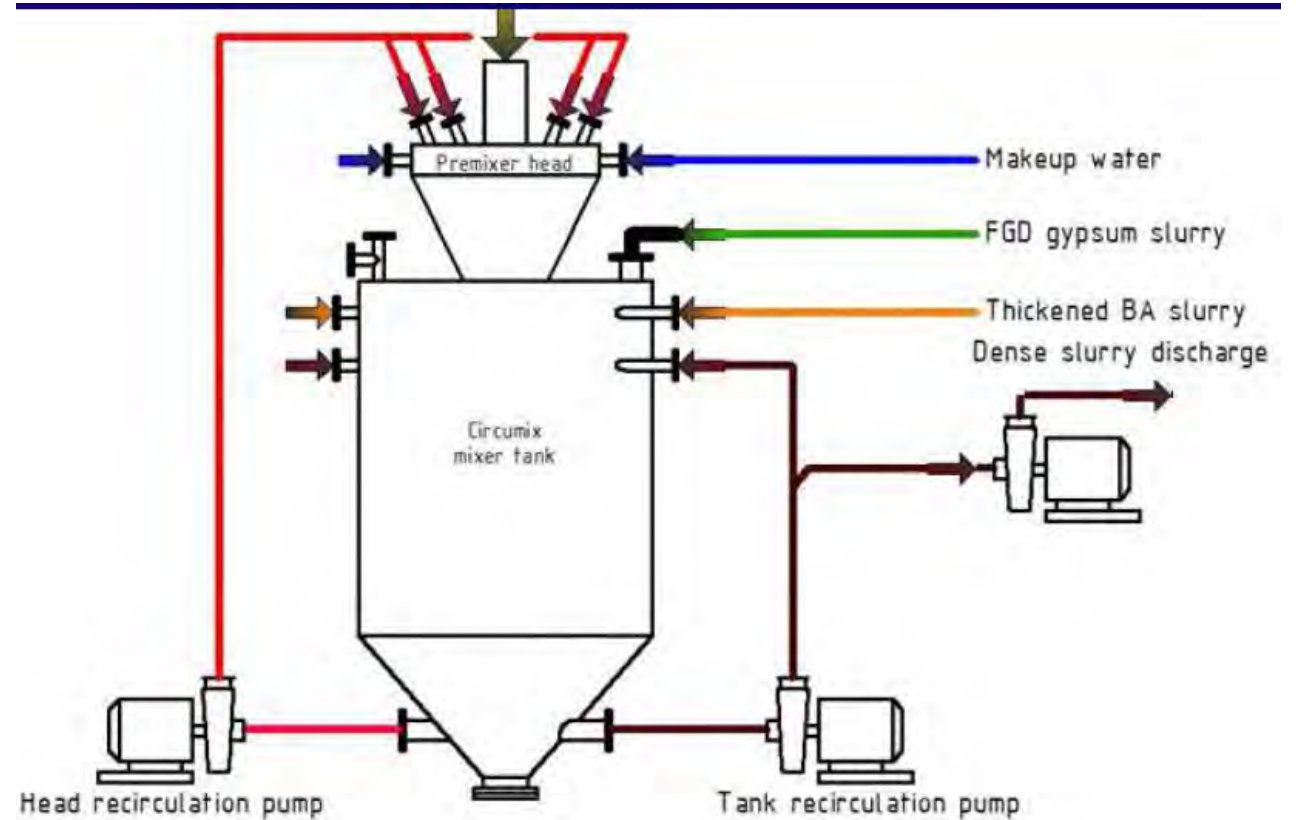 Premixer head
Makeup water
FGD gypsum slurry
Thickened BA slurry
Dense slurry discharge
Circumix
mixer tank
Head recirculation pump
Tank recirculation pump